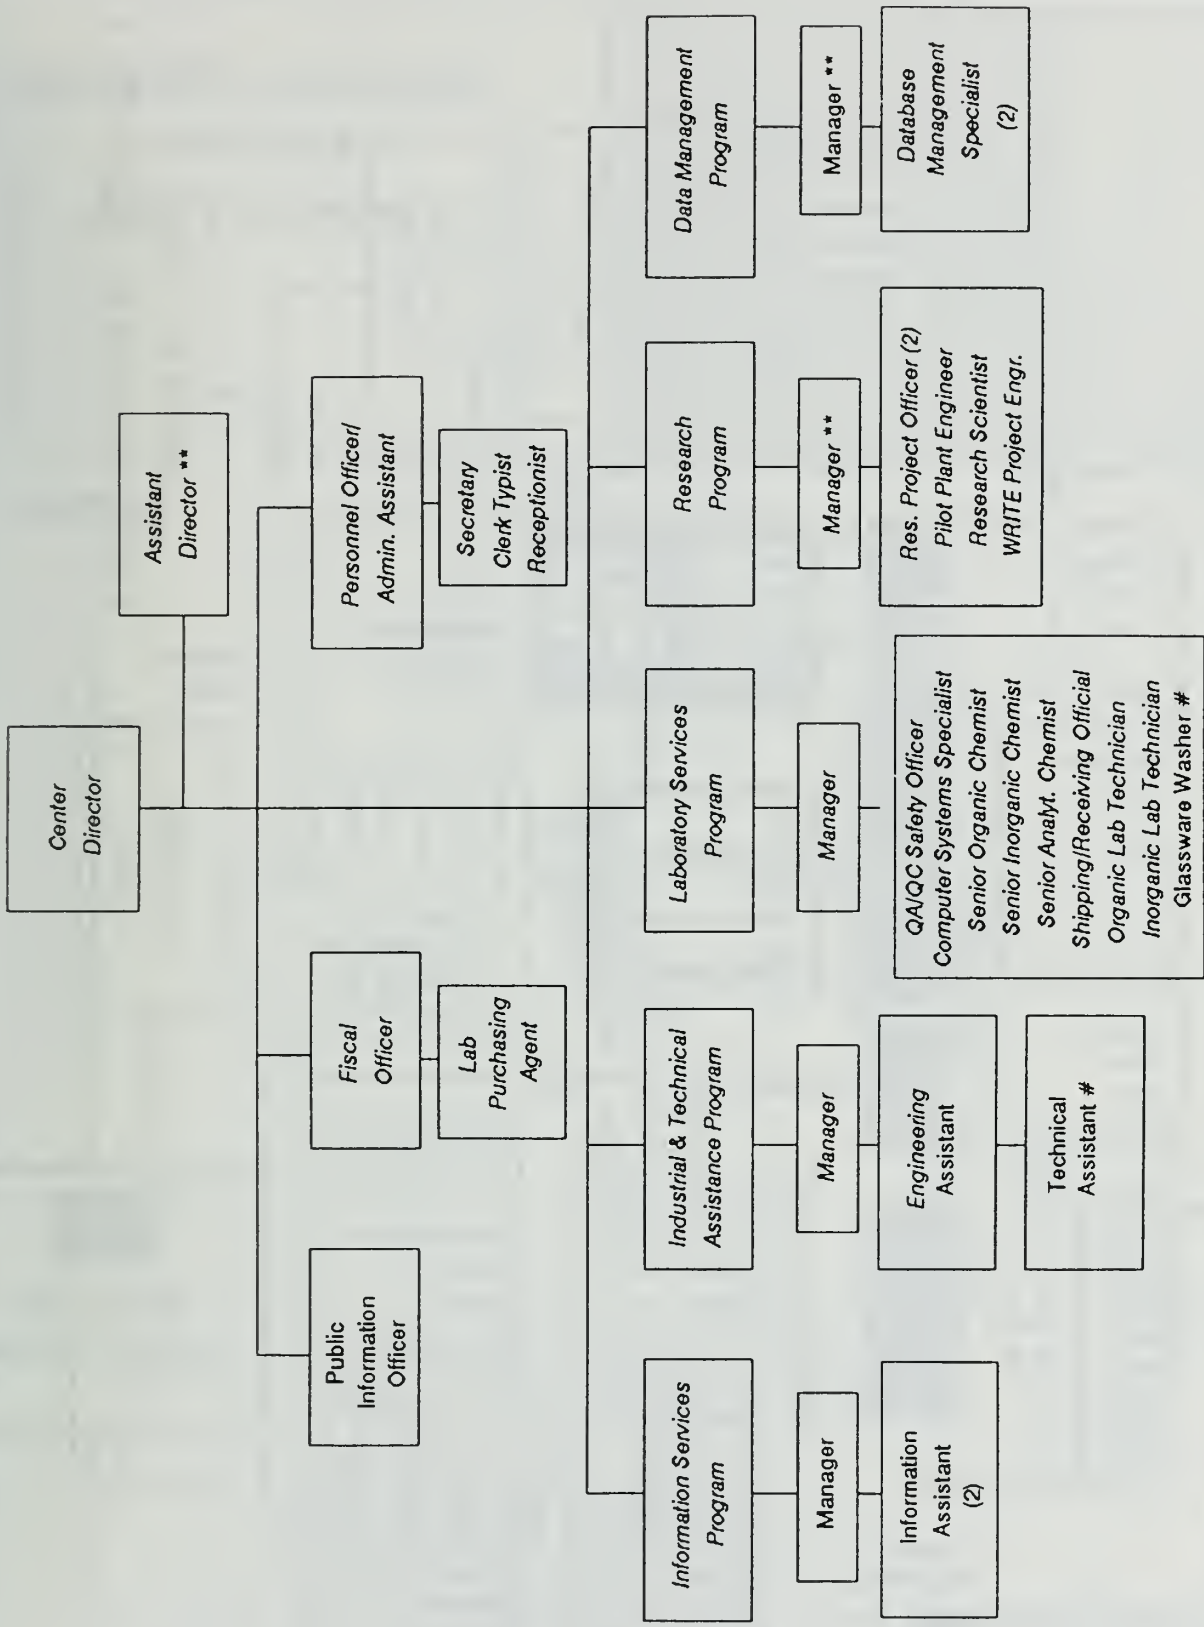 Center
Director
Assistant
Director **
Public
Information
Officer
Fiscal
Officer
Lab
Purchasing
Agent
Personnel Officer/
Admin. Assistant
Secretary
Clerk Typist
Receptionist
Information Services
Program
Manager
Information
Assistant
(2)
Industrial & Technical
Assistance Program
Manager
Engineering
Assistant
Technical
Assistant #
Laboratory Services
Program
Manager
QA/QC Safety Officer
Computer Systems Specialist
Senior Organic Chemist
Senior Inorganic Chemist
Senior Analyt. Chemist
Shipping/Receiving Official
Organic Lab Technician
Inorganic Lab Technician
Glassware Washer #
Research
Program
Manager **
Res. Project Officer (2)
Pilot Plant Engineer
Research Scientist
WRITE Project Engr.
Data Management
Program
Manager **
Database
Management
Specialist
(2)